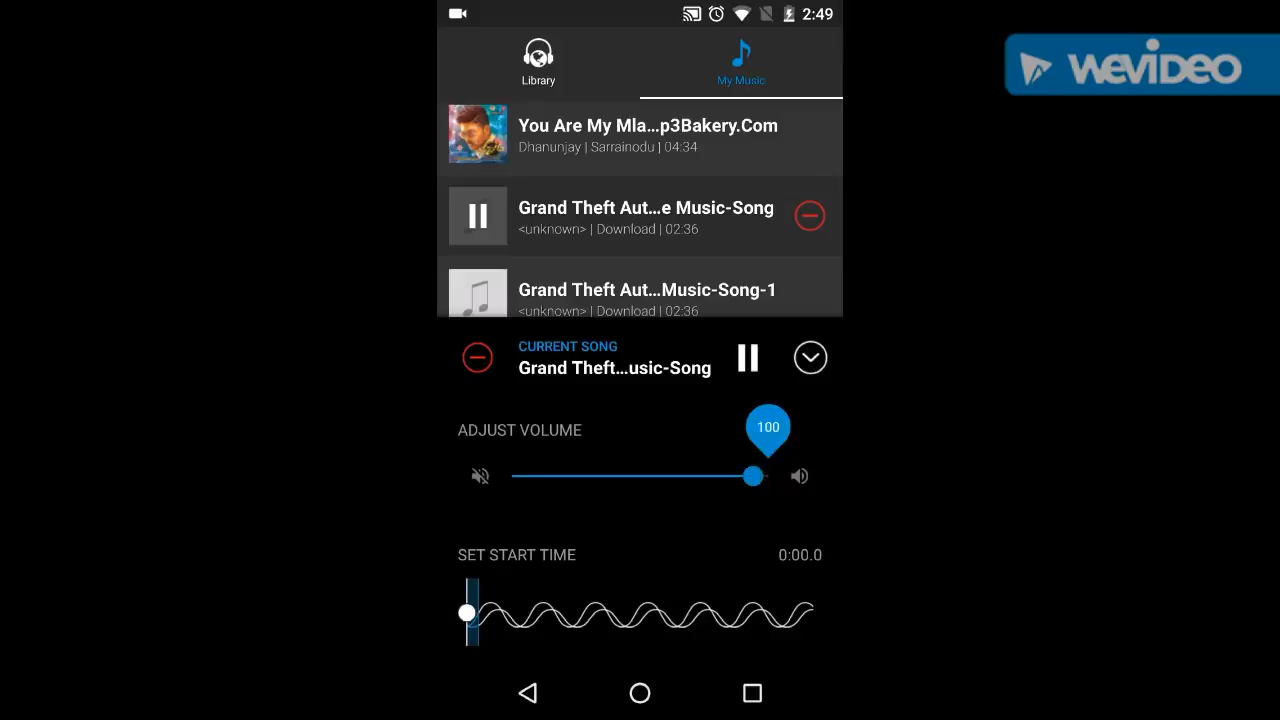 2:49
WEVIDEO
Library
My Music
You Are My Mla...p3Bakery.Com
Dhanunjay | Sarrainodu | 04:34
Grand Theft Aut...e Music-Song
<unknown> | Download | 02:36
Grand Theft Aut...Music-Song-1
<unknown> | Download | 02:36
CURRENT SONG
Grand Theft...usic-Song
ADJUST VOLUME
100
SET START TIME
0:00.0